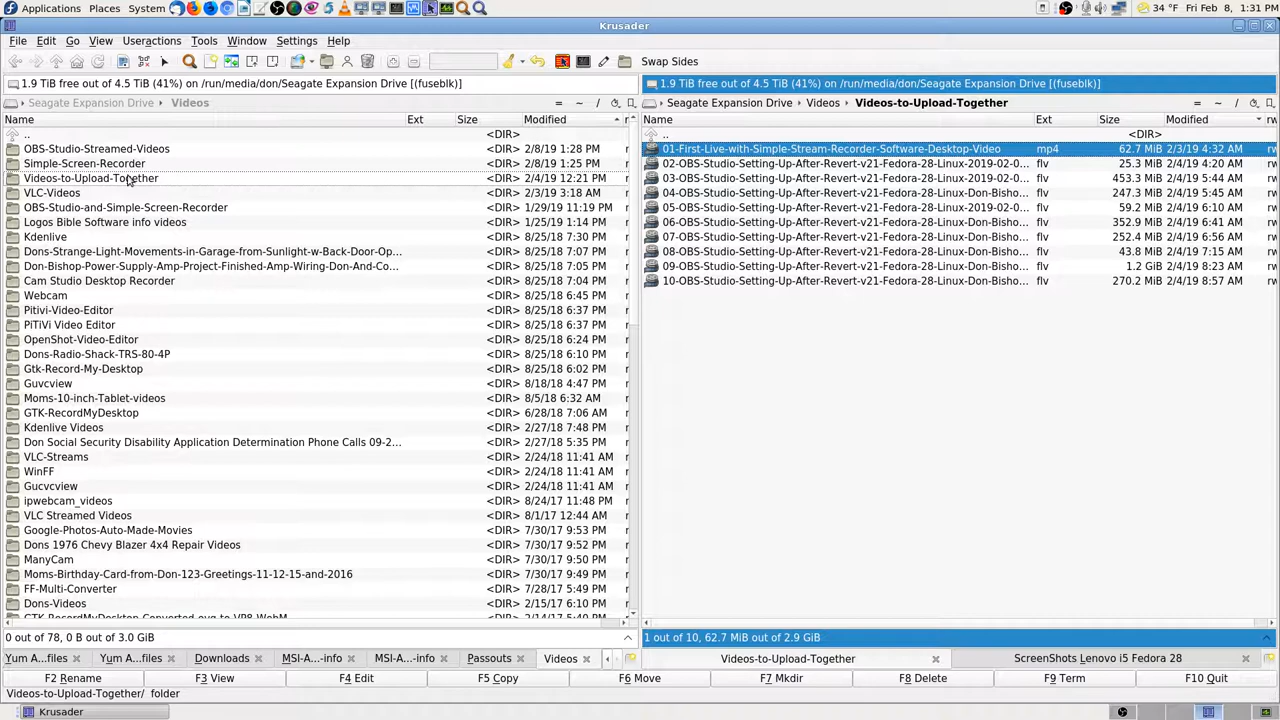 Applications Places System 34 °F Fri Feb 8, 1:31 PM
Krusader
File Edit Go View Useractions Tools Window Settings Help
Swap Sides
1.9 TiB free out of 4.5 TiB (41%) on /run/media/don/Seagate Expansion Drive [(fuseblk)]
1.9 TiB free out of 4.5 TiB (41%) on /run/media/don/Seagate Expansion Drive [(fuseblk)]
Seagate Expansion Drive › Videos = ~ /
Seagate Expansion Drive › Videos › Videos-to-Upload-Together = ~ /
Name Ext Size Modified r
.. <DIR>
OBS-Studio-Streamed-Videos <DIR> 2/8/19 1:28 PM r
Simple-Screen-Recorder <DIR> 2/8/19 1:25 PM r
Videos-to-Upload-Together <DIR> 2/4/19 12:21 PM r
VLC-Videos <DIR> 2/3/19 3:18 AM r
OBS-Studio-and-Simple-Screen-Recorder <DIR> 1/29/19 11:19 PM r
Logos Bible Software info videos <DIR> 1/25/19 1:14 PM r
Kdenlive <DIR> 8/25/18 7:30 PM r
Dons-Strange-Light-Movements-in-Garage-from-Sunlight-w-Back-Door-Op... <DIR> 8/25/18 7:07 PM r
Don-Bishop-Power-Supply-Amp-Project-Finished-Amp-Wiring-Don-And-Co... <DIR> 8/25/18 7:05 PM r
Cam Studio Desktop Recorder <DIR> 8/25/18 7:04 PM r
Webcam <DIR> 8/25/18 6:45 PM r
Pitivi-Video-Editor <DIR> 8/25/18 6:37 PM r
PiTiVi Video Editor <DIR> 8/25/18 6:37 PM r
OpenShot-Video-Editor <DIR> 8/25/18 6:24 PM r
Dons-Radio-Shack-TRS-80-4P <DIR> 8/25/18 6:10 PM r
Gtk-Record-My-Desktop <DIR> 8/25/18 6:02 PM r
Guvcview <DIR> 8/18/18 4:47 PM r
Moms-10-inch-Tablet-videos <DIR> 8/5/18 6:32 AM r
GTK-RecordMyDesktop <DIR> 6/28/18 7:06 AM r
Kdenlive Videos <DIR> 2/27/18 7:48 PM r
Don Social Security Disability Application Determination Phone Calls 09-2... <DIR> 2/27/18 5:35 PM r
VLC-Streams <DIR> 2/24/18 11:41 AM r
WinFF <DIR> 2/24/18 11:41 AM r
Gucvcview <DIR> 2/24/18 11:41 AM r
ipwebcam_videos <DIR> 8/24/17 11:48 PM r
VLC Streamed Videos <DIR> 8/1/17 12:44 AM r
Google-Photos-Auto-Made-Movies <DIR> 7/30/17 9:53 PM r
Dons 1976 Chevy Blazer 4x4 Repair Videos <DIR> 7/30/17 9:52 PM r
ManyCam <DIR> 7/30/17 9:50 PM r
Moms-Birthday-Card-from-Don-123-Greetings-11-12-15-and-2016 <DIR> 7/30/17 9:49 PM r
FF-Multi-Converter <DIR> 7/28/17 5:49 PM r
Dons-Videos <DIR> 2/15/17 6:10 PM r
GTK-RecordMyDesktop Converted ovg to VP8 WebM <DIR> 2/14/17 5:40 PM
0 out of 78, 0 B out of 3.0 GiB
Name Ext Size Modified rw
.. <DIR>
01-First-Live-with-Simple-Stream-Recorder-Software-Desktop-Video mp4 62.7 MiB 2/3/19 4:32 AM rw
02-OBS-Studio-Setting-Up-After-Revert-v21-Fedora-28-Linux-2019-02-0... flv 25.3 MiB 2/4/19 4:20 AM rw
03-OBS-Studio-Setting-Up-After-Revert-v21-Fedora-28-Linux-2019-02-0... flv 453.3 MiB 2/4/19 5:44 AM rw
04-OBS-Studio-Setting-Up-After-Revert-v21-Fedora-28-Linux-Don-Bisho... flv 247.3 MiB 2/4/19 5:45 AM rw
05-OBS-Studio-Setting-Up-After-Revert-v21-Fedora-28-Linux-2019-02-0... flv 59.2 MiB 2/4/19 6:10 AM rw
06-OBS-Studio-Setting-Up-After-Revert-v21-Fedora-28-Linux-Don-Bisho... flv 352.9 MiB 2/4/19 6:41 AM rw
07-OBS-Studio-Setting-Up-After-Revert-v21-Fedora-28-Linux-Don-Bisho... flv 252.4 MiB 2/4/19 6:56 AM rw
08-OBS-Studio-Setting-Up-After-Revert-v21-Fedora-28-Linux-Don-Bisho... flv 43.8 MiB 2/4/19 7:15 AM rw
09-OBS-Studio-Setting-Up-After-Revert-v21-Fedora-28-Linux-Don-Bisho... flv 1.2 GiB 2/4/19 8:23 AM rw
10-OBS-Studio-Setting-Up-After-Revert-v21-Fedora-28-Linux-Don-Bisho... flv 270.2 MiB 2/4/19 8:57 AM rw
1 out of 10, 62.7 MiB out of 2.9 GiB
Yum A...files Yum A...files Downloads MSI-A...-info MSI-A...-info Passouts Videos
Videos-to-Upload-Together ScreenShots Lenovo i5 Fedora 28
F2 Rename F3 View F4 Edit F5 Copy F6 Move F7 Mkdir F8 Delete F9 Term F10 Quit
Videos-to-Upload-Together/ folder
Krusader